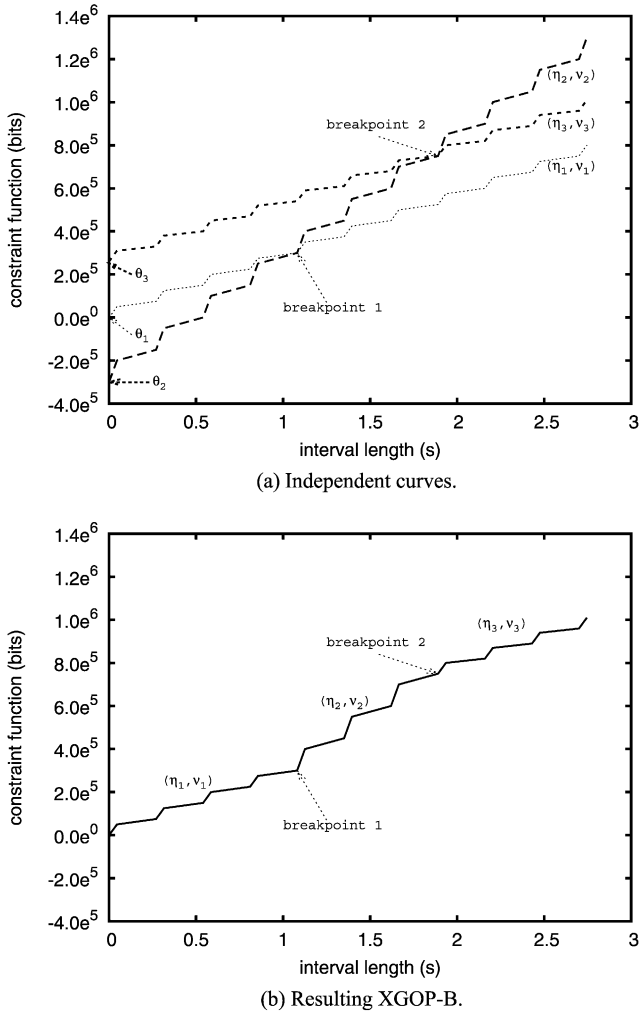 1.4e6
1.2e6
1.0e6
8.0e5
6.0e5
4.0e5
2.0e5
0.0e0
-2.0e5
-4.0e5
constraint function (bits)
(η2,ν2)
breakpoint 2
(η3,ν3)
(η1,ν1)
θ3
breakpoint 1
θ1
θ2
0 0.5 1 1.5 2 2.5 3
interval length (s)
(a) Independent curves.
1.4e6
1.2e6
1.0e6
8.0e5
6.0e5
4.0e5
2.0e5
0.0e0
-2.0e5
-4.0e5
constraint function (bits)
(η3,ν3)
breakpoint 2
(η2,ν2)
(η1,ν1)
breakpoint 1
0 0.5 1 1.5 2 2.5 3
interval length (s)
(b) Resulting XGOP-B.